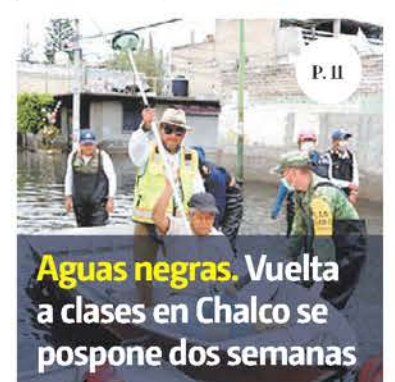 P. 11
Aguas negras. Vuelta
a clases en Chalco se
pospone dos semanas